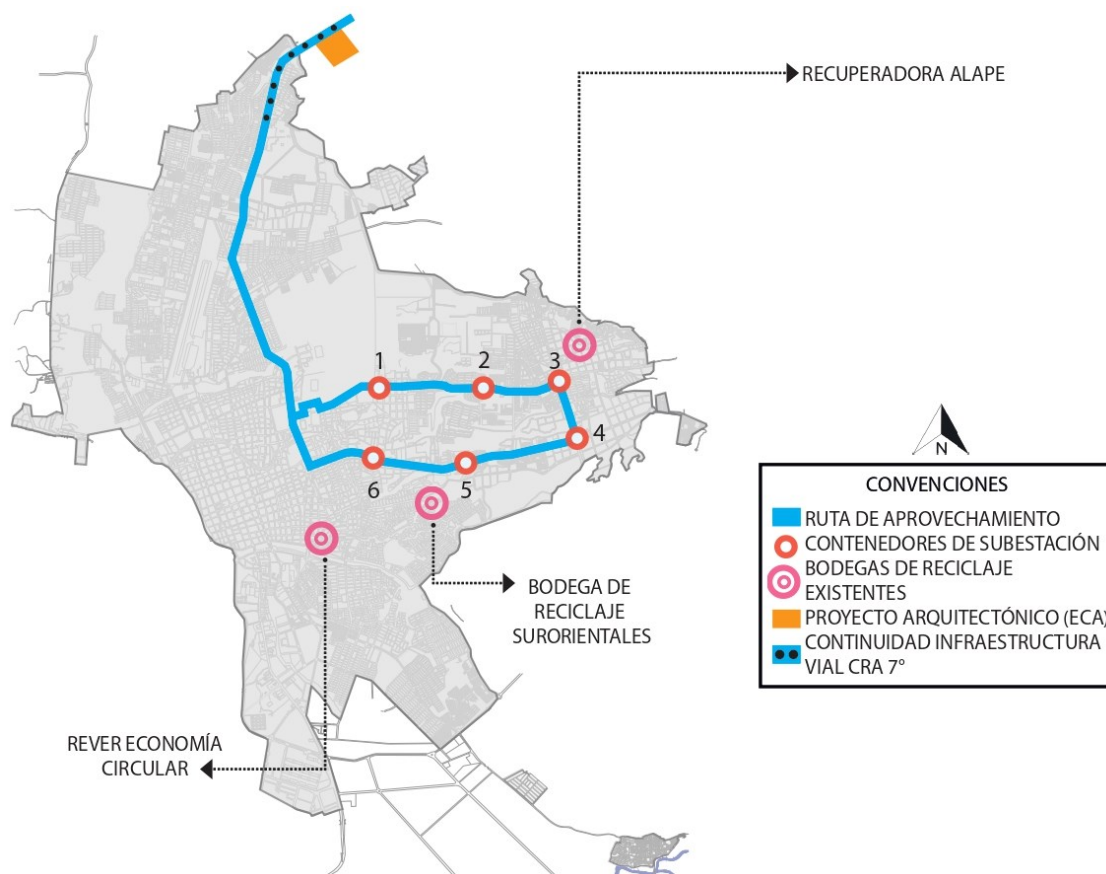 RECUPERADORA ALAPE
1
2
3
4
5
6
BODEGA DE
RECICLAJE
SURORIENTALES
REVER ECONOMÍA
CIRCULAR
N
CONVENCIONES
RUTA DE APROVECHAMIENTO
CONTENEDORES DE SUBESTACIÓN
BODEGAS DE RECICLAJE
EXISTENTES
PROYECTO ARQUITECTÓNICO (ECA)
CONTINUIDAD INFRAESTRUCTURA
VIAL CRA 7°